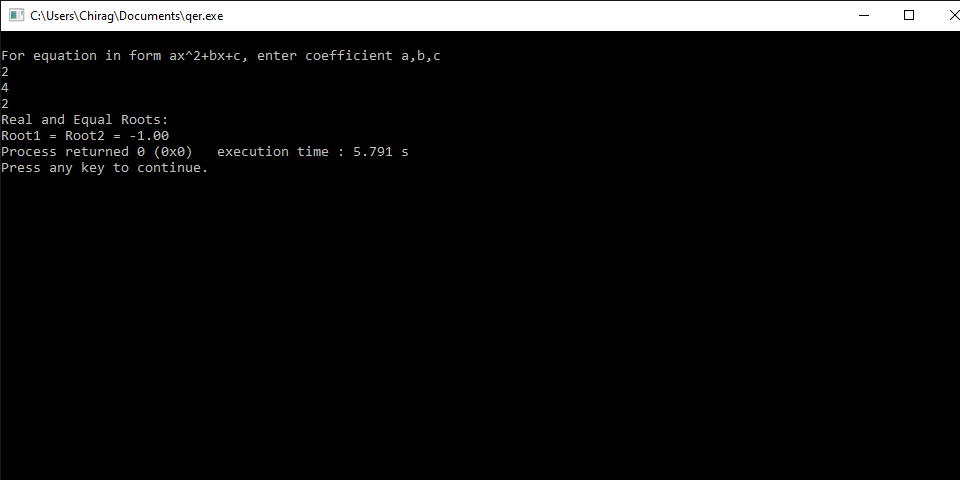 C:\Users\Chirag\Documents\qer.exe
For equation in form ax^2+bx+c, enter coefficient a,b,c
2
4
2
Real and Equal Roots:
Root1 = Root2 = -1.00
Process returned 0 (0x0)   execution time : 5.791 s
Press any key to continue.